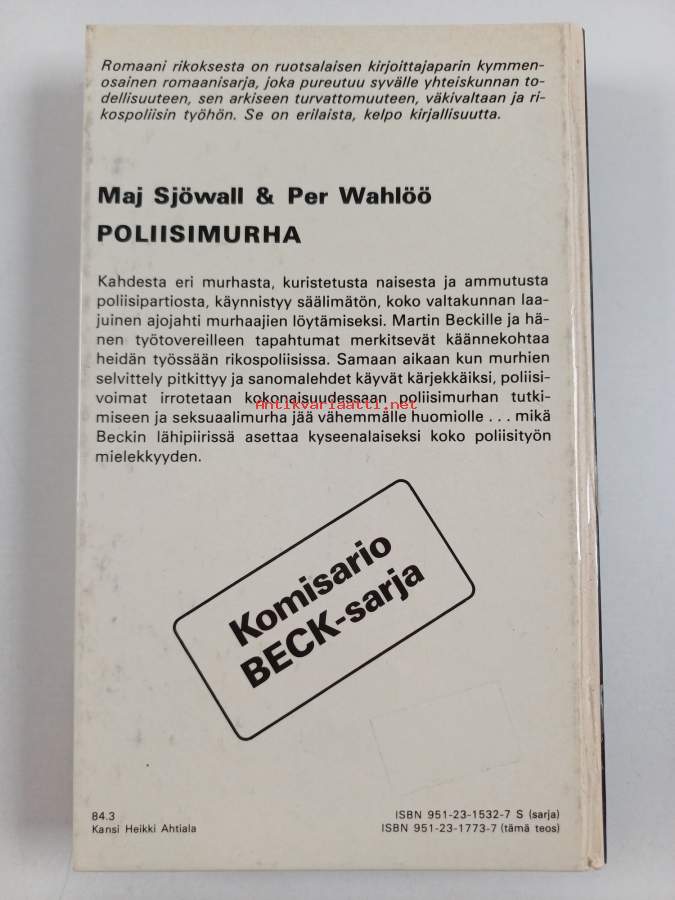 Romaani rikoksesta on ruotsalaisen kirjoittajaparin kymmen-
osainen romaanisarja, joka pureutuu syvälle yhteiskunnan to-
dellisuuteen, sen arkiseen turvattomuuteen, väkivaltaan ja ri-
kospoliisin työhön. Se on erilaista, kelpo kirjallisuutta.
Maj Sjöwall & Per Wahlöö
POLIISIMURHA
Kahdesta eri murhasta, kuristetusta naisesta ja ammutusta
poliisipartiosta, käynnistyy säälimätön, koko valtakunnan laa-
juinen ajojahti murhaajien löytämiseksi. Martin Beckille ja hä-
nen työtovereilleen tapahtumat merkitsevät käännekohtaa
heidän työssään rikospoliisissa. Samaan aikaan kun murhien
selvittely pitkittyy ja sanomalehdet käyvät kärjekkäiksi, poliisi-
voimat irrotetaan kokonaisuudessaan poliisimurhan tutki-
miseen ja seksuaalimurha jää vähemmälle huomiolle . . . mikä
Beckin lähipiirissä asettaa kyseenalaiseksi koko poliisityön
mielekkyyden.
Antikvariaatti.net
Komisario
BECK-sarja
84.3
Kansi Heikki Ahtiala
ISBN 951-23-1532-7 S (sarja)
ISBN 951-23-1773-7 (tämä teos)